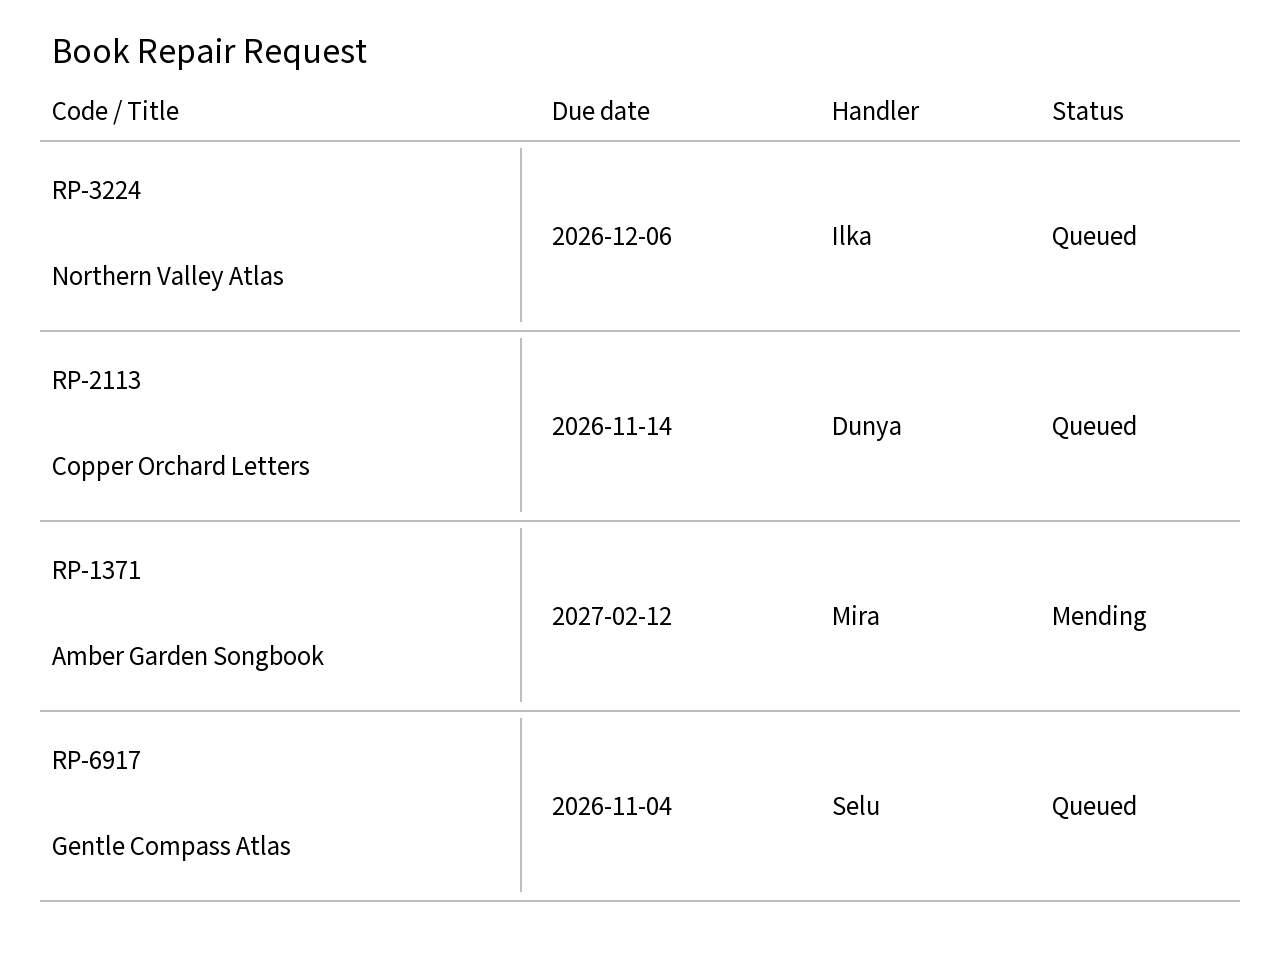 Book Repair Request
Code / Title Due date Handler Status
RP-3224
Northern Valley Atlas
2026-12-06 Ilka Queued
RP-2113
Copper Orchard Letters
2026-11-14 Dunya Queued
RP-1371
Amber Garden Songbook
2027-02-12 Mira Mending
RP-6917
Gentle Compass Atlas
2026-11-04 Selu Queued